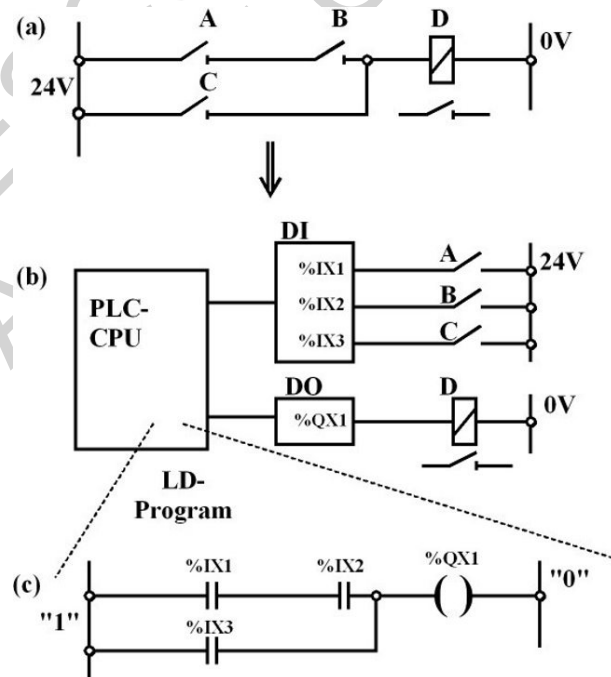 (a)
A
B
D
0V
24V
C
(b)
DI
PLC-
CPU
%IX1
%IX2
%IX3
A
B
C
24V
DO
%QX1
D
0V
LD-
Program
(c)
%IX1
%IX2
%QX1
"0"
"1"
%IX3